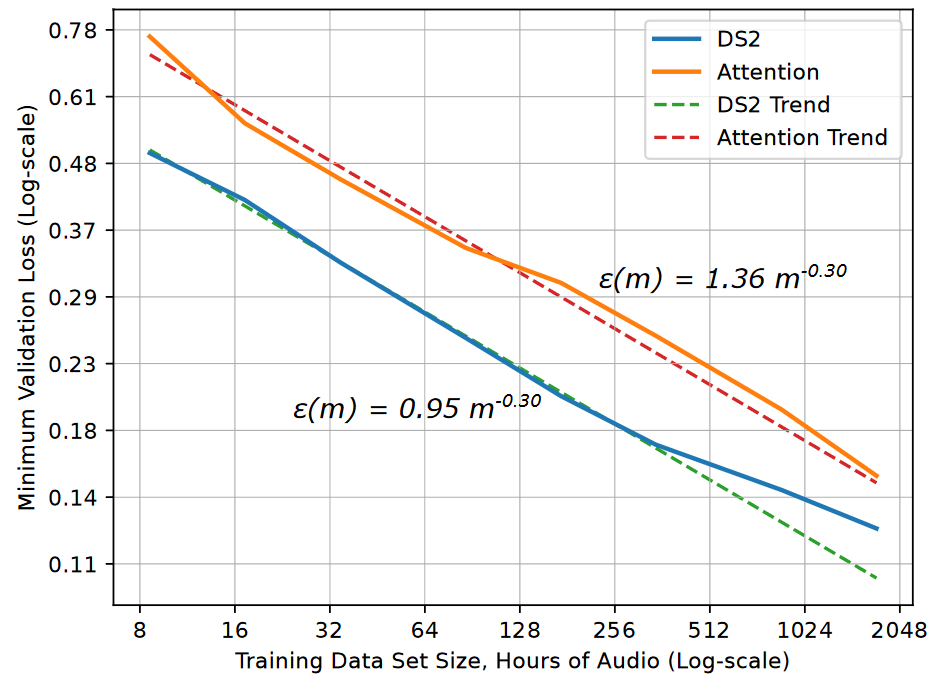 0.78
0.61
0.48
0.37
0.29
0.23
0.18
0.14
0.11
Minimum Validation Loss (Log-scale)
DS2
Attention
DS2 Trend
Attention Trend
ε(m) = 1.36 m^-0.30
ε(m) = 0.95 m^-0.30
8 16 32 64 128 256 512 1024 2048
Training Data Set Size, Hours of Audio (Log-scale)